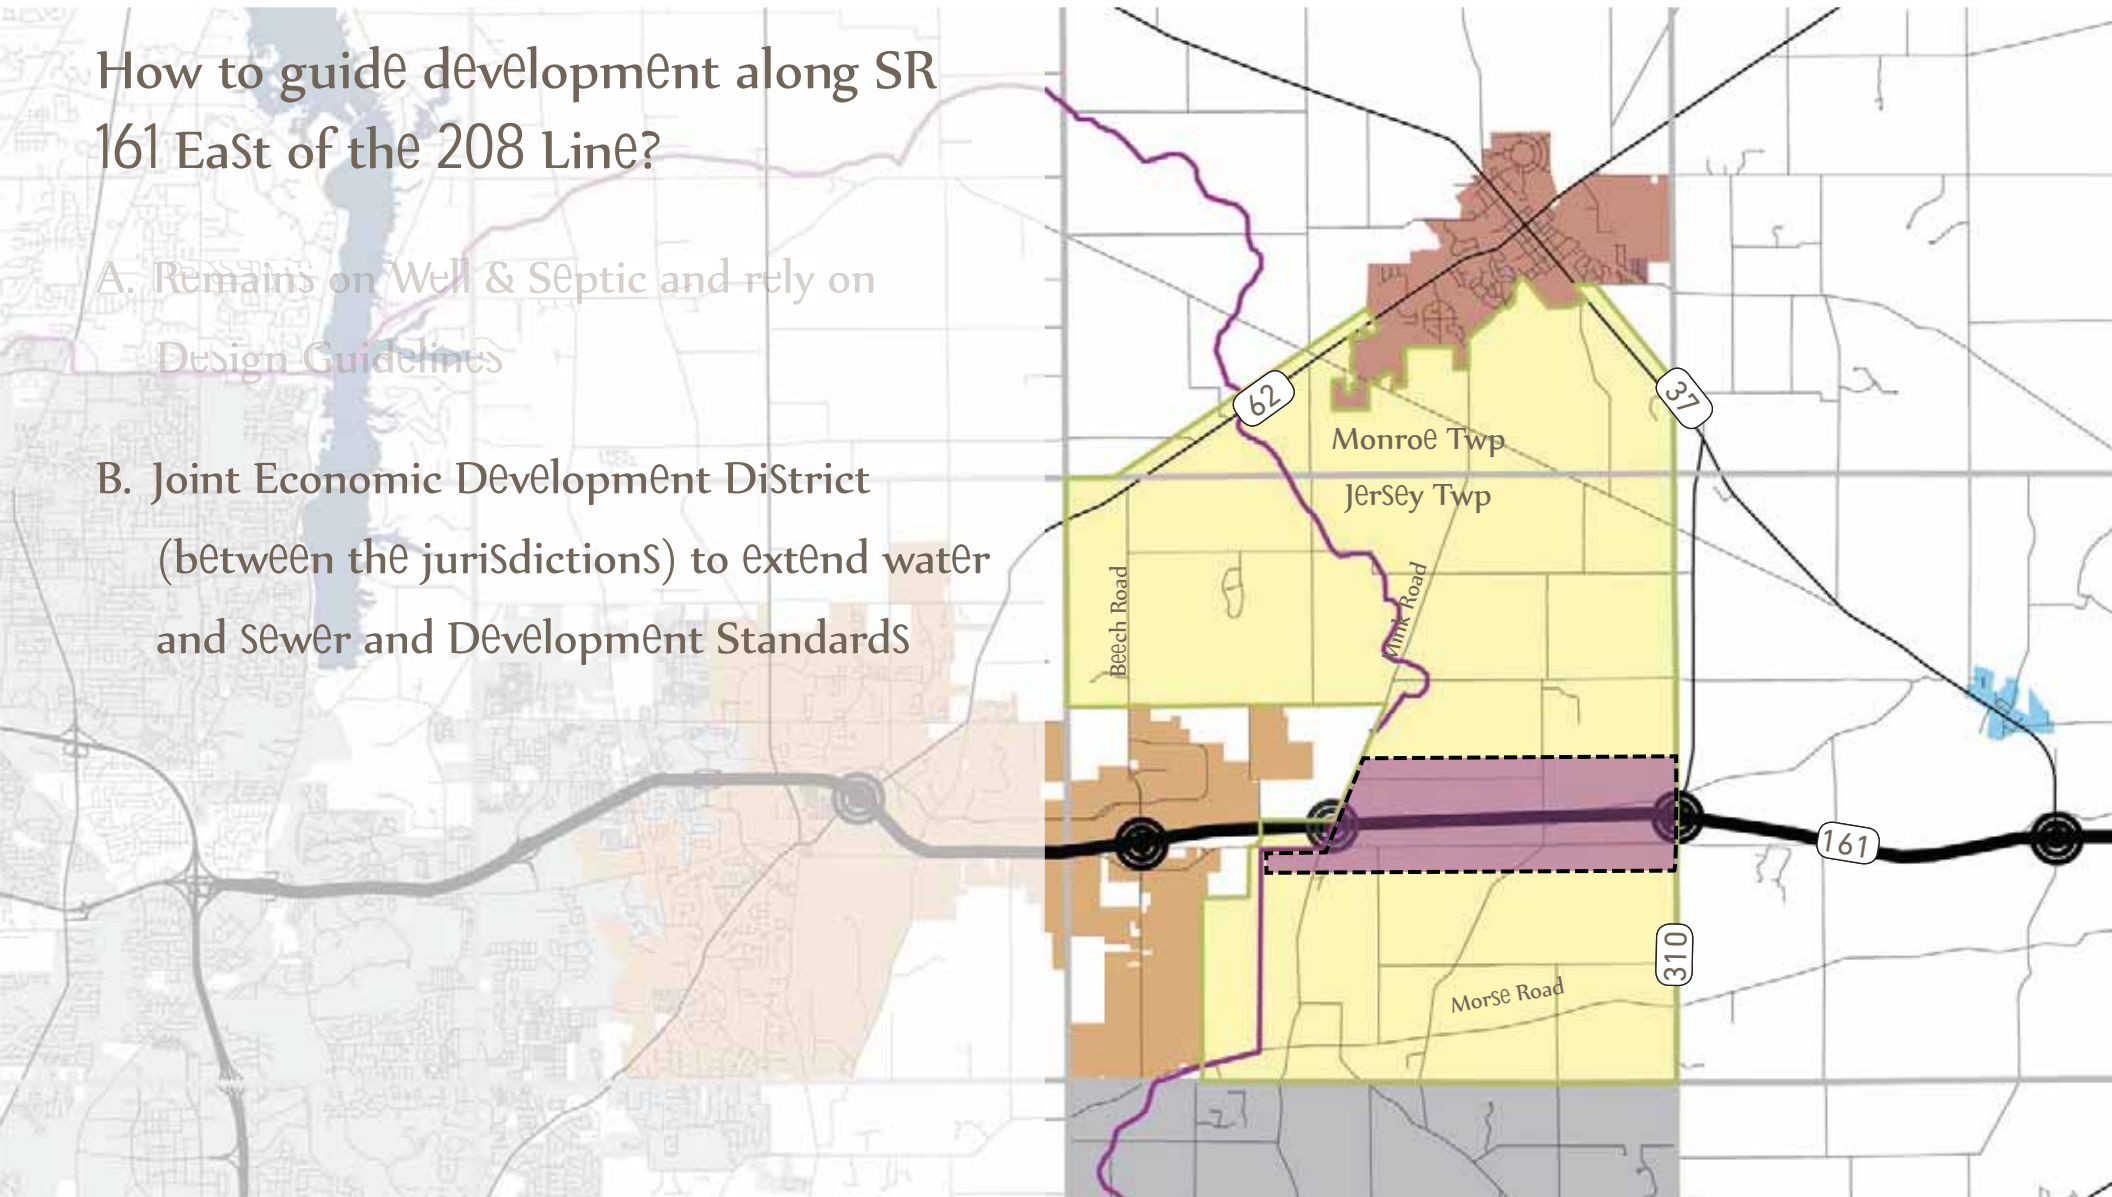 How to guide development along SR
161 East of the 208 Line?
A. Remains on Well & Septic and rely on
Design Guidelines
B. Joint Economic Development District
(between the jurisdictions) to extend water
and sewer and Development Standards
62
37
Monroe Twp
Jersey Twp
Beech Road
Mink Road
161
310
Morse Road